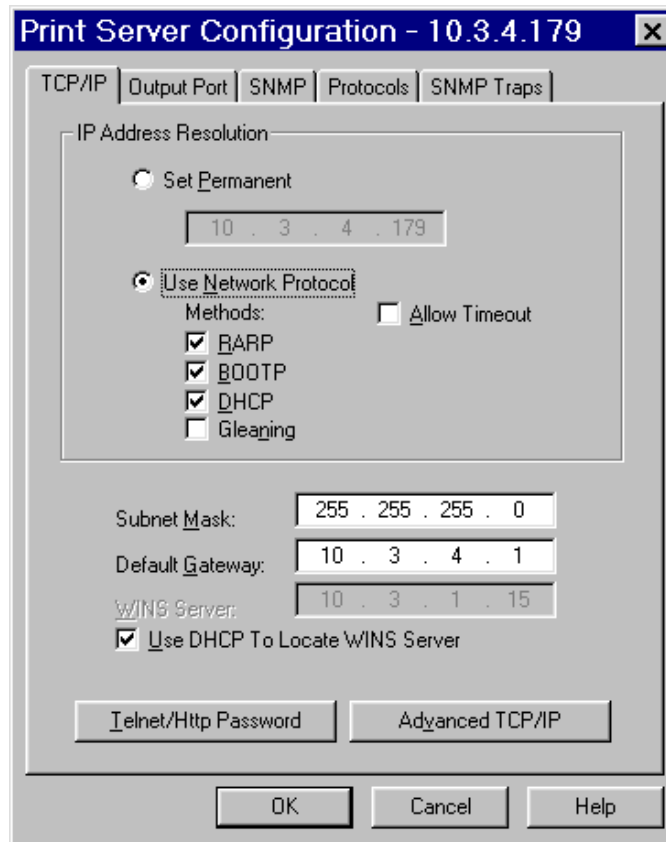 Print Server Configuration - 10.3.4.179
TCP/IP Output Port SNMP Protocols SNMP Traps
IP Address Resolution
Set Permanent
10 . 3 . 4 . 179
Use Network Protocol
Methods: Allow Timeout
RARP
BOOTP
DHCP
Gleaning
Subnet Mask: 255 . 255 . 255 . 0
Default Gateway: 10 . 3 . 4 . 1
WINS Server: 10 . 3 . 1 . 15
Use DHCP To Locate WINS Server
Telnet/Http Password Advanced TCP/IP
OK Cancel Help